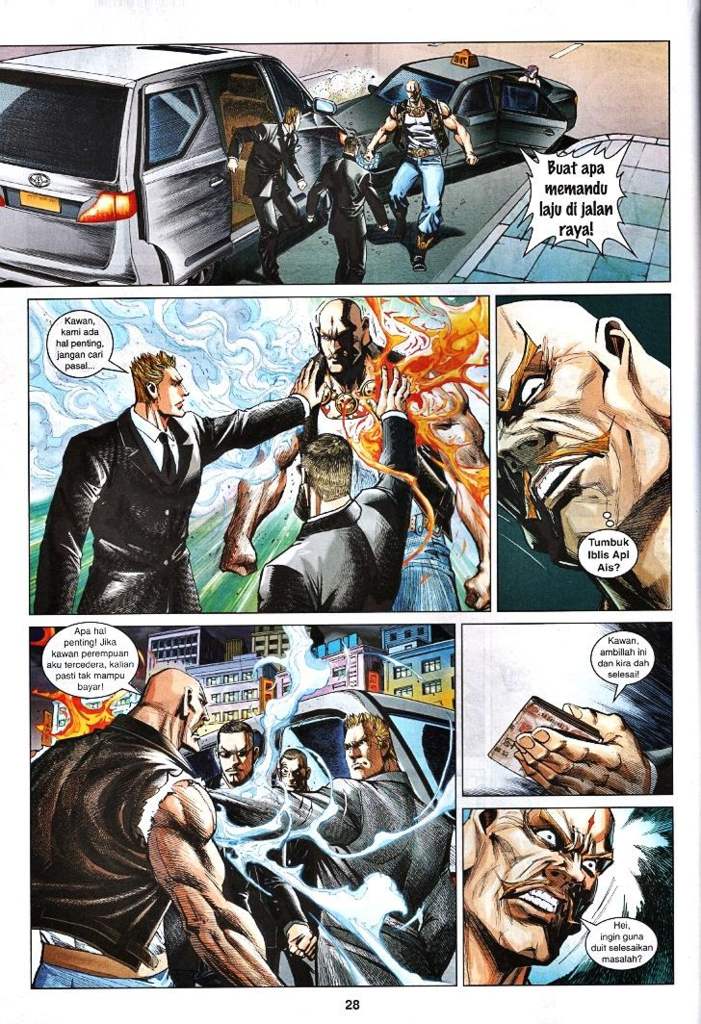 Buat apa
memandu
laju di jalan
raya!
Kawan,
kami ada
hal penting,
jangan cari
pasal...
Tumbuk
Iblis Api
Ais?
Apa hal
penting! Jika
kawan perempuan
aku tercedera, kalian
pasti tak mampu
bayar!
Kawan,
ambillah ini
dan kira dah
selesai!
Hei,
ingin guna
duit selesaikan
masalah?
28